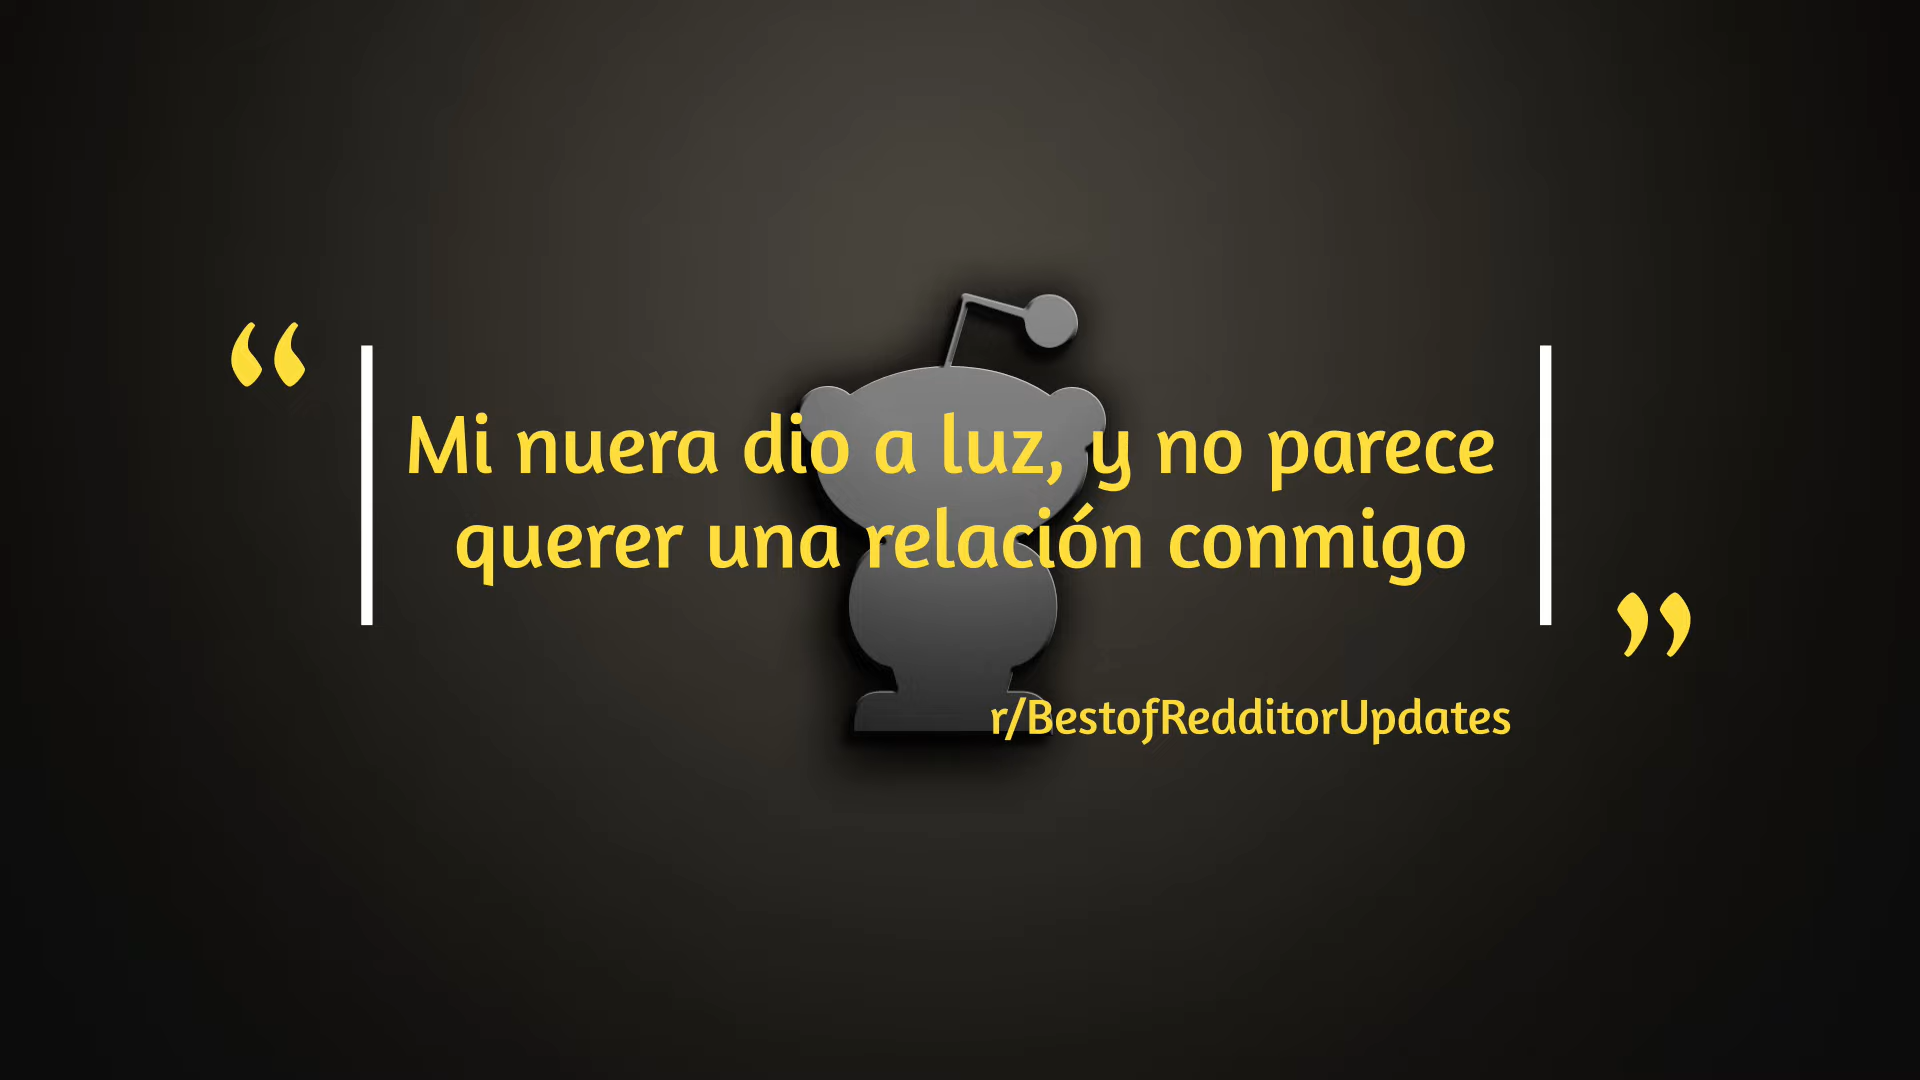 “
Mi nuera dio a luz, y no parece
querer una relación conmigo
”
r/BestofRedditorUpdates